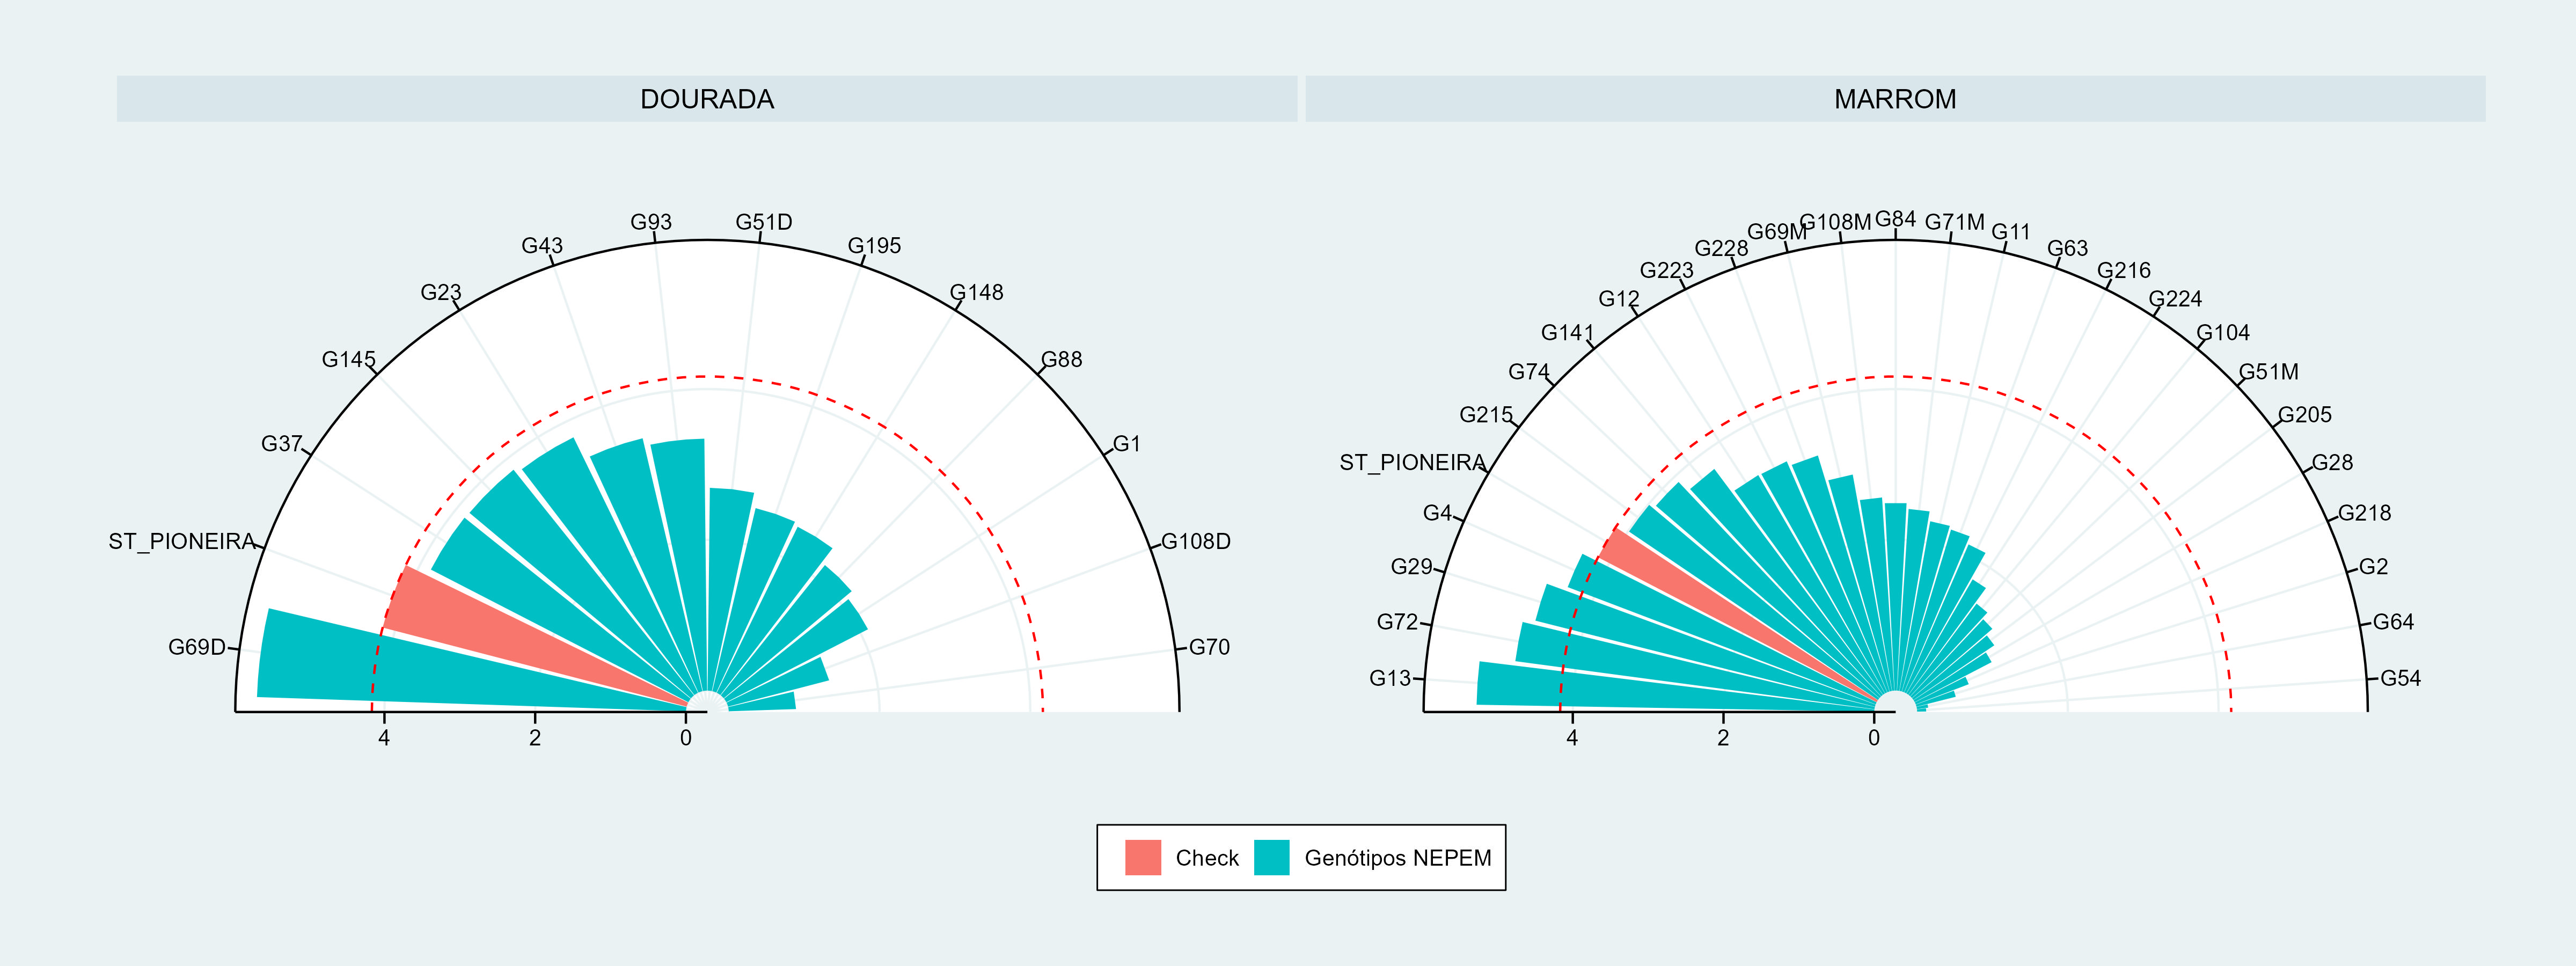 DOURADA
G69D
ST_PIONEIRA
G37
G145
G23
G43
G93
G51D
G195
G148
G88
G1
G108D
G70
4 2 0
MARROM
G13
G72
G29
G4
ST_PIONEIRA
G215
G74
G141
G12
G223
G228
G69M
G108M
G84
G71M
G11
G63
G216
G224
G104
G51M
G205
G28
G218
G2
G64
G54
4 2 0
Check Genótipos NEPEM